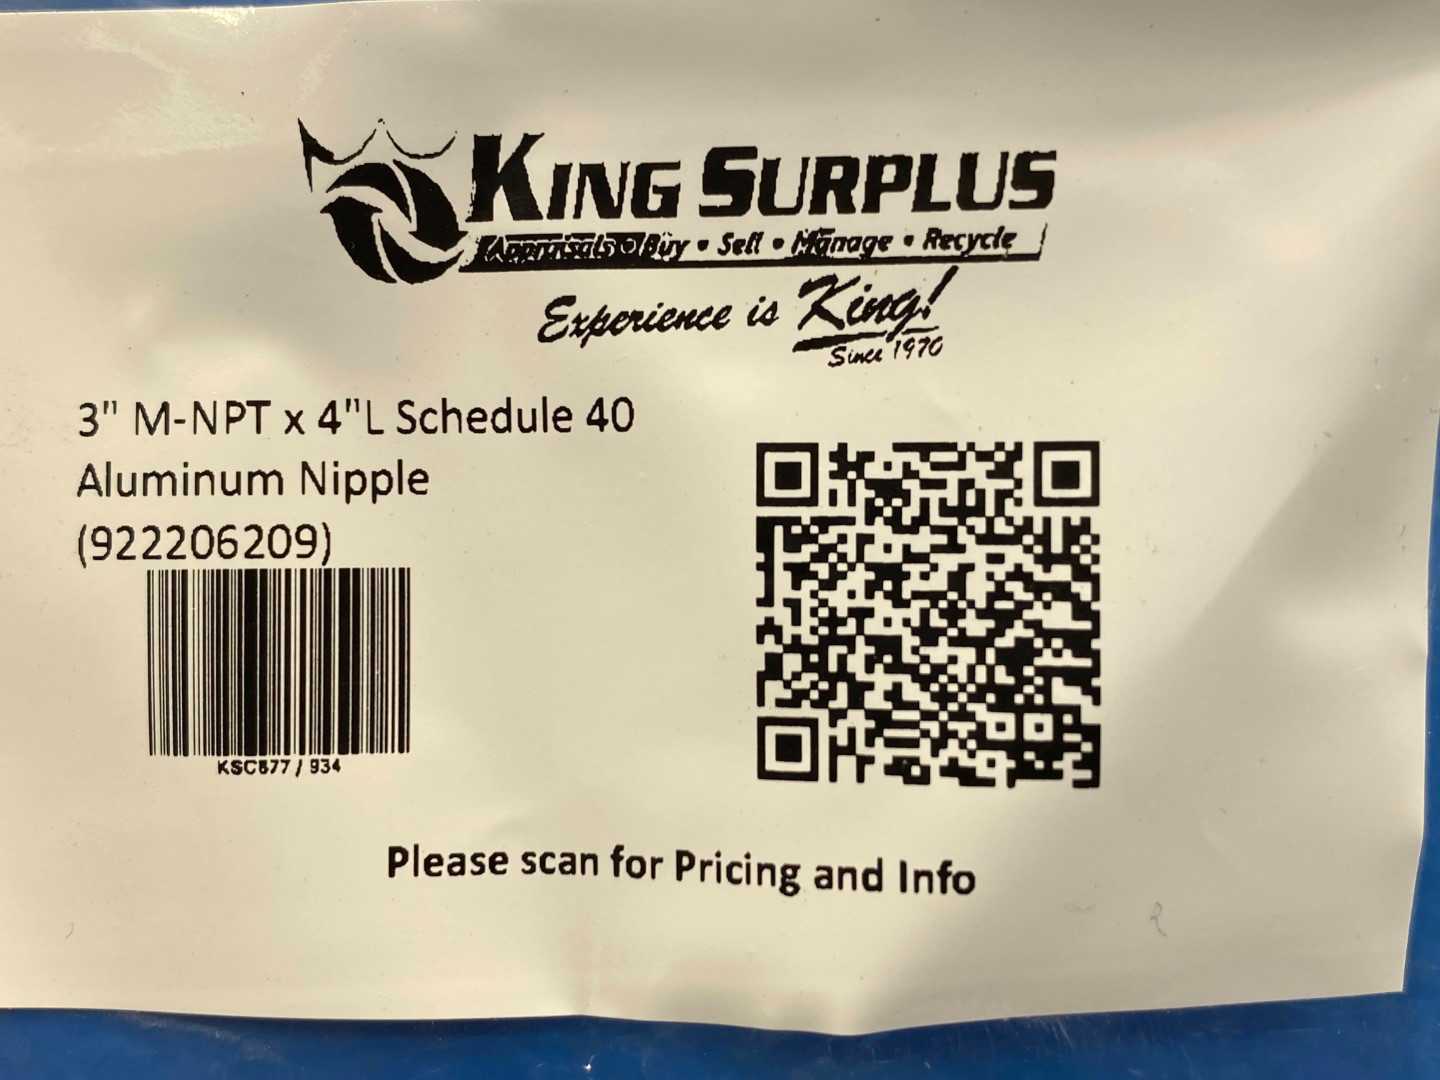 KING SURPLUS
Appraisals • Buy • Sell • Manage • Recycle
Experience is King!
Since 1970
3" M-NPT x 4"L Schedule 40
Aluminum Nipple
(922206209)
KSC877 / 934
Please scan for Pricing and Info